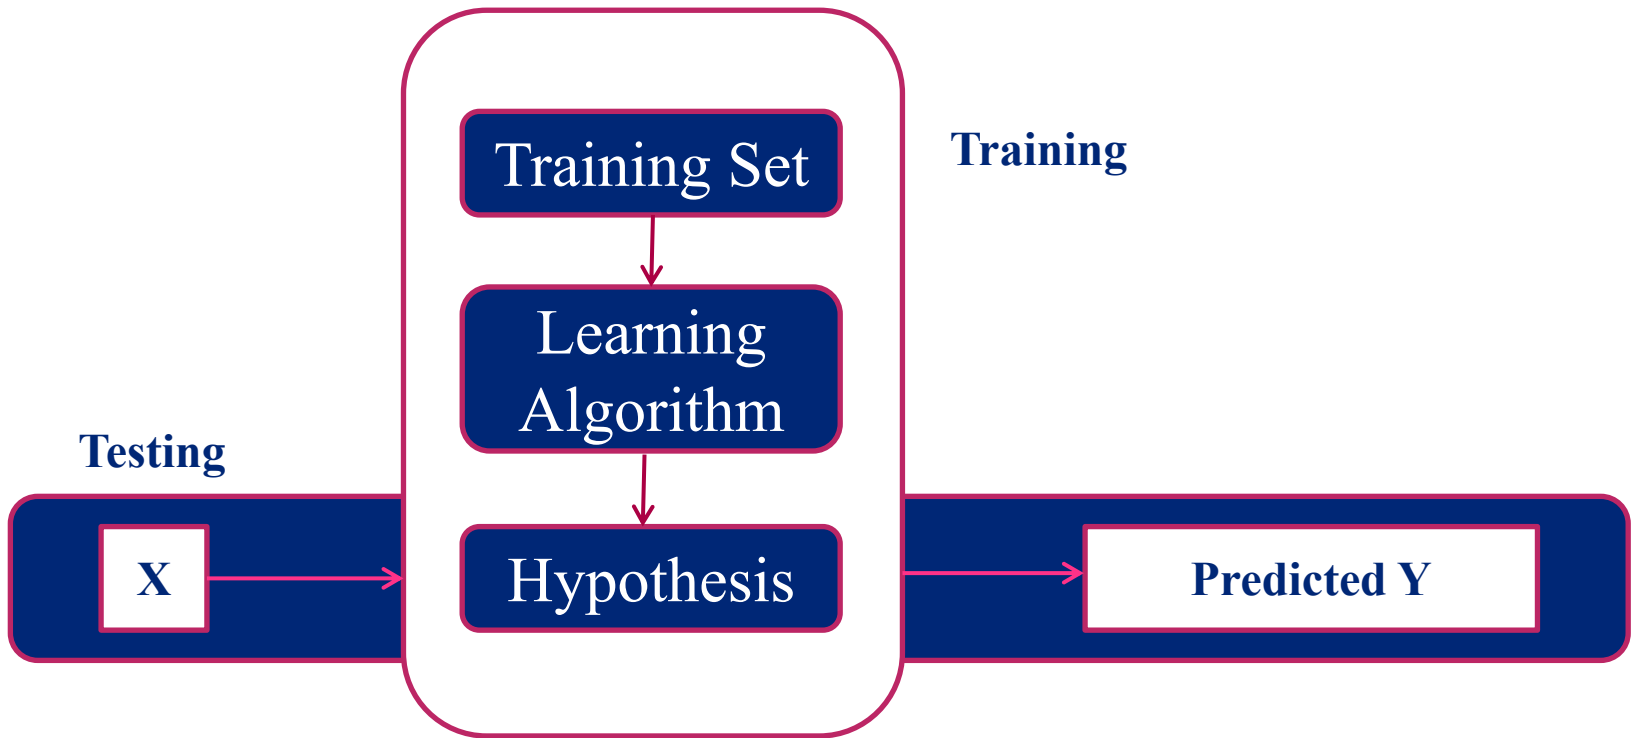 Training Set
Training
Learning
Algorithm
Testing
X
Hypothesis
Predicted Y